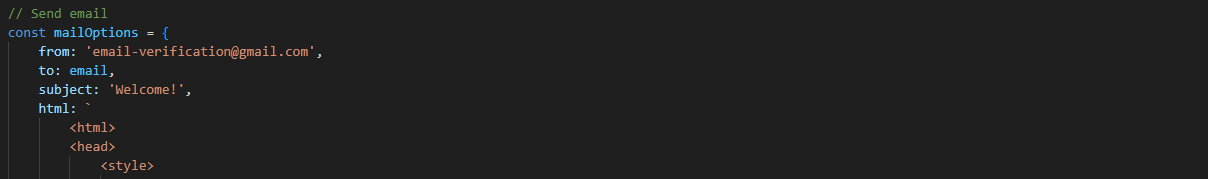 // Send email
const mailOptions = {
    from: 'email-verification@gmail.com',
    to: email,
    subject: 'Welcome!',
    html: `
        <html>
        <head>
            <style>